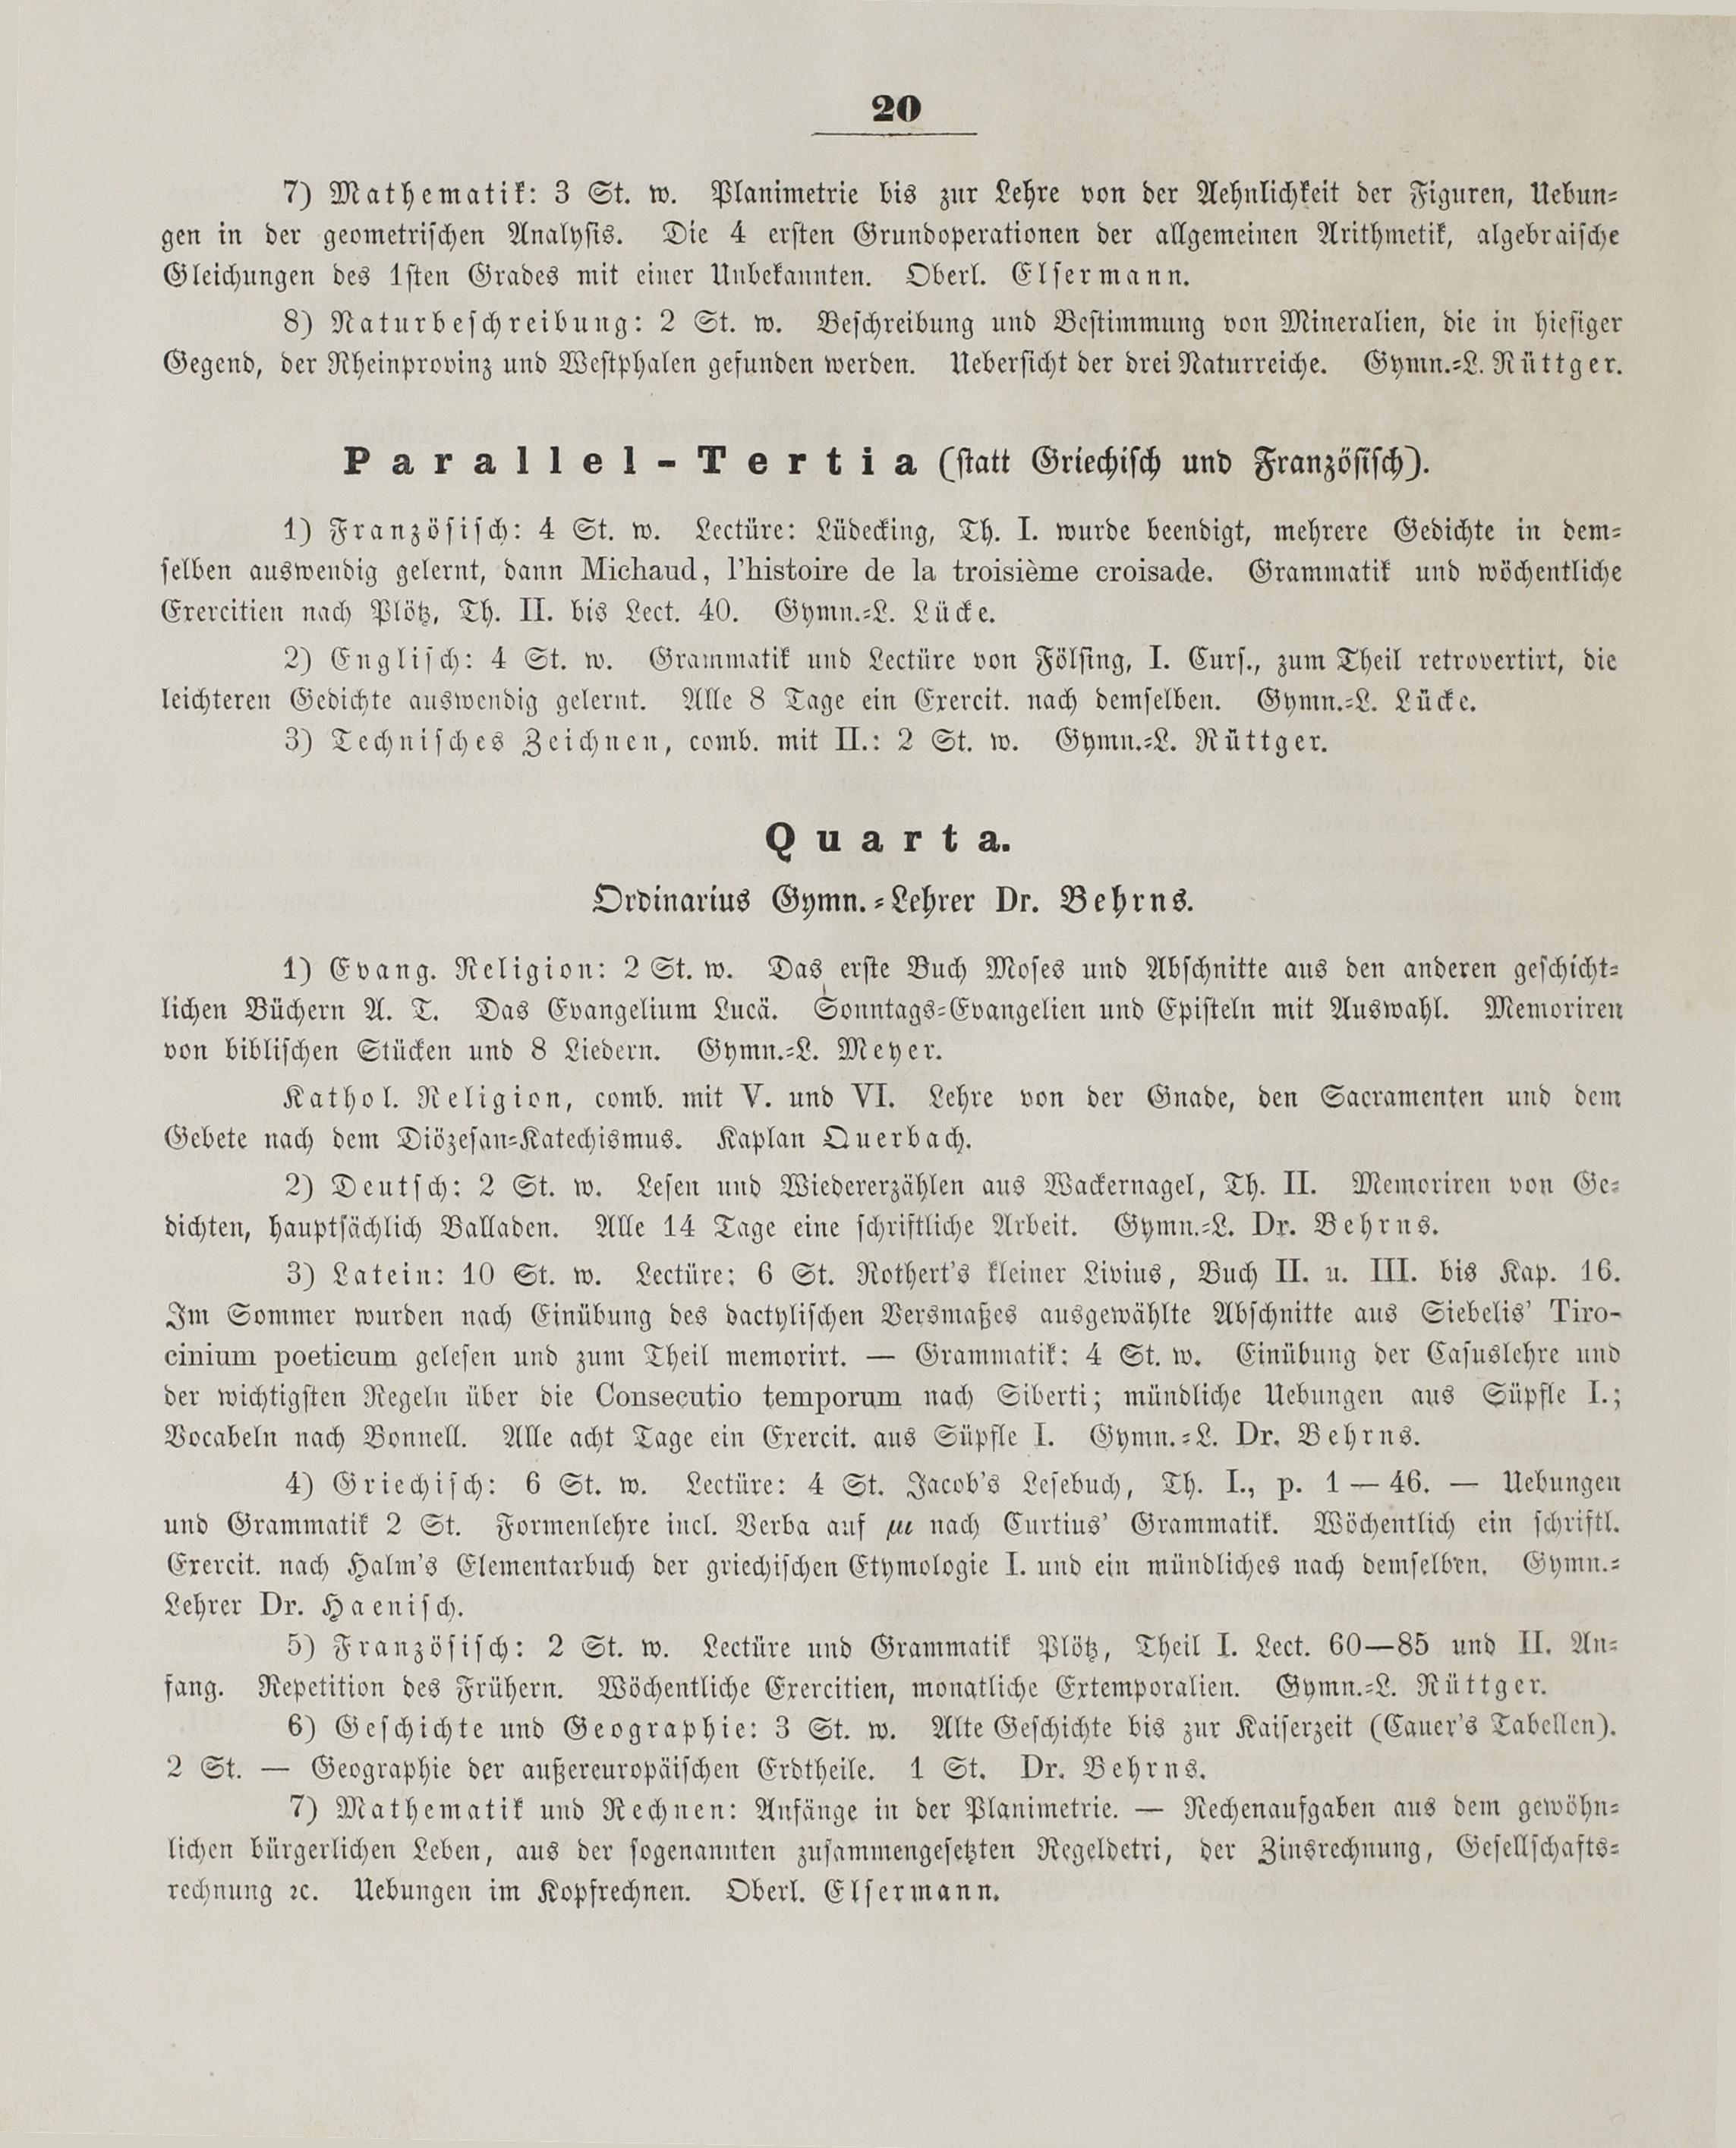 20
7) Mathematik: 3 St. w. Planimetrie bis zur Lehre von der Aehnlichkeit der Figuren, Uebun-
gen in der geometrischen Analysis. Die 4 ersten Grundoperationen der allgemeinen Arithmetik, algebraische
Gleichungen des 1sten Grades mit einer Unbekannten. Oberl. Elsermann.
8) Naturbeschreibung: 2 St. w. Beschreibung und Bestimmung von Mineralien, die in hiesiger
Gegend, der Rheinprovinz und Westphalen gefunden werden. Uebersicht der drei Naturreiche. Gymn.-L. Rüttger.
Parallel-Tertia (statt Griechisch und Französisch).
1) Französisch: 4 St. w. Lectüre: Lüdecking, Th. I. wurde beendigt, mehrere Gedichte in dem-
selben auswendig gelernt, dann Michaud, l'histoire de la troisième croisade. Grammatik und wöchentliche
Exercitien nach Plötz, Th. II. bis Lect. 40. Gymn.-L. Lücke.
2) Englisch: 4 St. w. Grammatik und Lectüre von Fölsing, I. Curs., zum Theil retrovertirt, die
leichteren Gedichte auswendig gelernt. Alle 8 Tage ein Exercit. nach demselben. Gymn.-L. Lücke.
3) Technisches Zeichnen, comb. mit II.: 2 St. w. Gymn.-L. Rüttger.
Quarta.
Ordinarius Gymn.-Lehrer Dr. Behrns.
1) Evang. Religion: 2 St. w. Das erste Buch Moses und Abschnitte aus den anderen geschicht-
lichen Büchern A. T. Das Evangelium Lucä. Sonntags-Evangelien und Episteln mit Auswahl. Memoriren
von biblischen Stücken und 8 Liedern. Gymn.-L. Meyer.
Kathol. Religion, comb. mit V. und VI. Lehre von der Gnade, den Sacramenten und dem
Gebete nach dem Diözesan-Katechismus. Kaplan Querbach.
2) Deutsch: 2 St. w. Lesen und Wiedererzählen aus Wackernagel, Th. II. Memoriren von Ge-
dichten, hauptsächlich Balladen. Alle 14 Tage eine schriftliche Arbeit. Gymn.-L. Dr. Behrns.
3) Latein: 10 St. w. Lectüre: 6 St. Rothert's kleiner Livius, Buch II. u. III. bis Kap. 16.
Im Sommer wurden nach Einübung des dactylischen Versmaßes ausgewählte Abschnitte aus Siebelis' Tiro-
cinium poeticum gelesen und zum Theil memorirt. — Grammatik: 4 St. w. Einübung der Casuslehre und
der wichtigsten Regeln über die Consecutio temporum nach Siberti; mündliche Uebungen aus Süpfle I.;
Vocabeln nach Bonnell. Alle acht Tage ein Exercit. aus Süpfle I. Gymn.-L. Dr. Behrns.
4) Griechisch: 6 St. w. Lectüre: 4 St. Jacob's Lesebuch, Th. I., p. 1—46. — Uebungen
und Grammatik 2 St. Formenlehre incl. Verba auf μι nach Curtius' Grammatik. Wöchentlich ein schriftl.
Exercit. nach Halm's Elementarbuch der griechischen Etymologie I. und ein mündliches nach demselben. Gymn.-
Lehrer Dr. Haenisch.
5) Französisch: 2 St. w. Lectüre und Grammatik Plötz, Theil I. Lect. 60—85 und II. An-
fang. Repetition des Frühern. Wöchentliche Exercitien, monatliche Extemporalien. Gymn.-L. Rüttger.
6) Geschichte und Geographie: 3 St. w. Alte Geschichte bis zur Kaiserzeit (Cauer's Tabellen).
2 St. — Geographie der außereuropäischen Erdtheile. 1 St. Dr. Behrns.
7) Mathematik und Rechnen: Anfänge in der Planimetrie. — Rechenaufgaben aus dem gewöhn-
lichen bürgerlichen Leben, aus der sogenannten zusammengesetzten Regeldetri, der Zinsrechnung, Gesellschafts-
rechnung ꝛc. Uebungen im Kopfrechnen. Oberl. Elsermann.